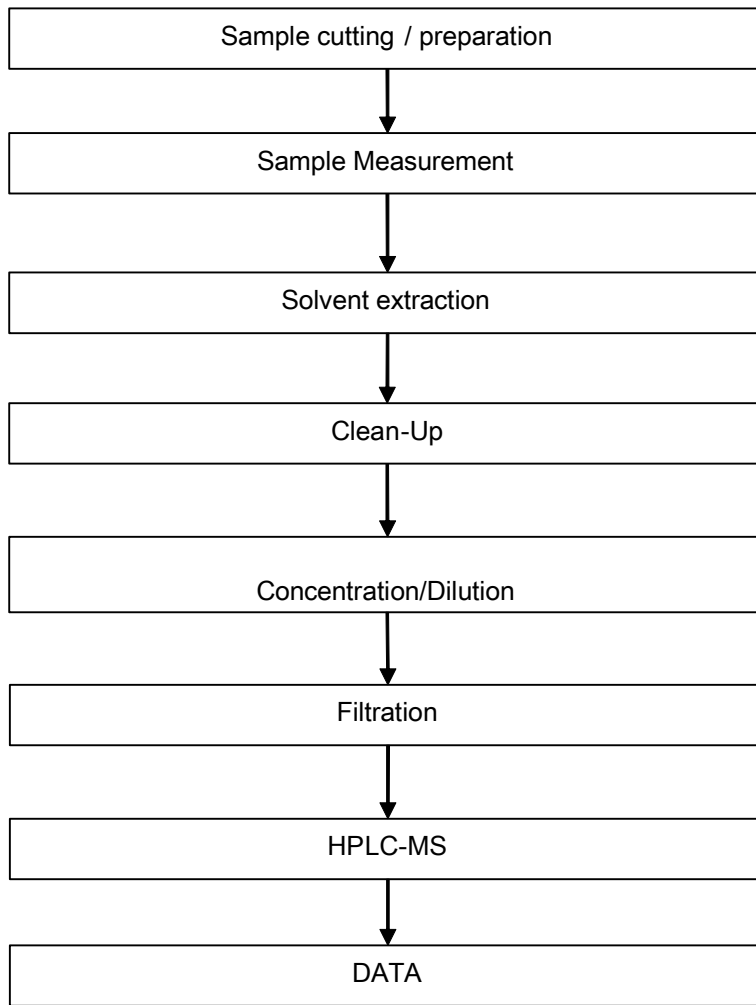 Sample cutting / preparation
Sample Measurement
Solvent extraction
Clean-Up
Concentration/Dilution
Filtration
HPLC-MS
DATA